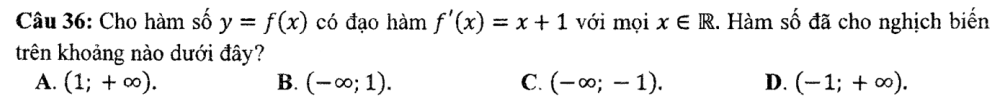 Câu 36: Cho hàm số y = f(x) có đạo hàm f'(x) = x + 1 với mọi x ∈ ℝ. Hàm số đã cho nghịch biến
trên khoảng nào dưới đây?
A. (1; + ∞). B. (−∞; 1). C. (−∞; − 1). D. (−1; + ∞).